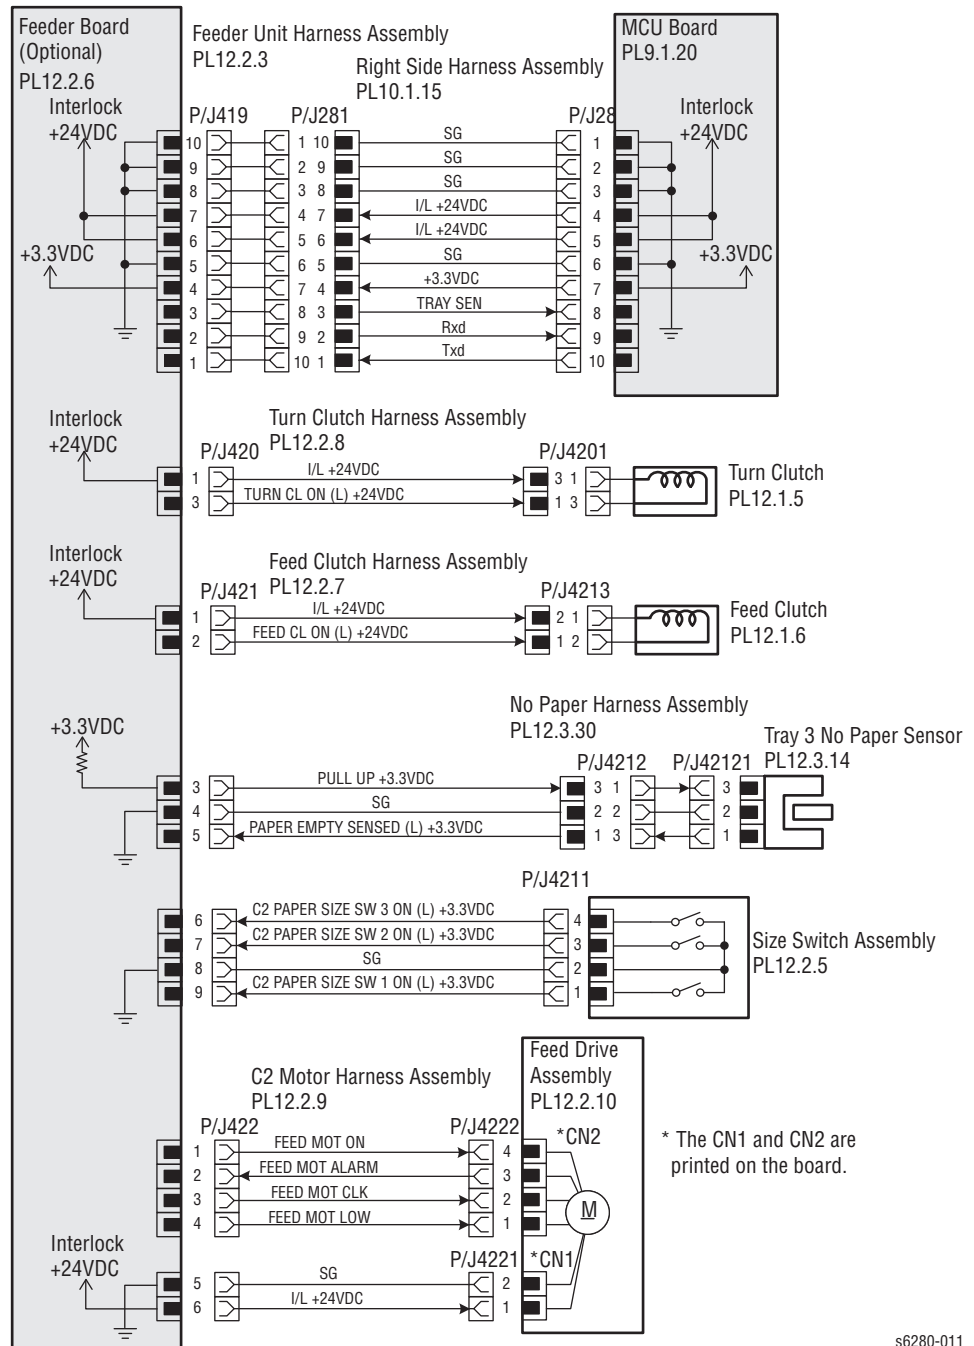 Feeder Board
(Optional)
PL12.2.6
Feeder Unit Harness Assembly
PL12.2.3
Right Side Harness Assembly
PL10.1.15
MCU Board
PL9.1.20
Interlock
+24VDC
P/J419
P/J281
P/J28
Interlock
+24VDC
10 1 10 SG 1
9 2 9 SG 2
8 3 8 SG 3
7 4 7 I/L +24VDC 4
6 5 6 I/L +24VDC 5
+3.3VDC
+3.3VDC
5 6 5 SG 6
4 7 4 +3.3VDC 7
3 8 3 TRAY SEN 8
2 9 2 Rxd 9
1 10 1 Txd 10
Interlock
+24VDC
Turn Clutch Harness Assembly
PL12.2.8
P/J420
P/J4201
1 I/L +24VDC 3 1
3 TURN CL ON (L) +24VDC 1 3
Turn Clutch
PL12.1.5
Interlock
+24VDC
Feed Clutch Harness Assembly
PL12.2.7
P/J421
P/J4213
1 I/L +24VDC 2 1
2 FEED CL ON (L) +24VDC 1 2
Feed Clutch
PL12.1.6
No Paper Harness Assembly
PL12.3.30
+3.3VDC
Tray 3 No Paper Sensor
PL12.3.14
P/J4212
P/J42121
3 PULL UP +3.3VDC 3 1 3
4 SG 2 2 2
5 PAPER EMPTY SENSED (L) +3.3VDC 1 3 1
P/J4211
6 C2 PAPER SIZE SW 3 ON (L) +3.3VDC 4
7 C2 PAPER SIZE SW 2 ON (L) +3.3VDC 3
8 SG 2
9 C2 PAPER SIZE SW 1 ON (L) +3.3VDC 1
Size Switch Assembly
PL12.2.5
Feed Drive
Assembly
PL12.2.10
C2 Motor Harness Assembly
PL12.2.9
P/J422
P/J4222
*CN2
1 FEED MOT ON 4
2 FEED MOT ALARM 3
3 FEED MOT CLK 2
4 FEED MOT LOW 1
M
* The CN1 and CN2 are
printed on the board.
Interlock
+24VDC
P/J4221
*CN1
5 SG 2
6 I/L +24VDC 1
s6280-011